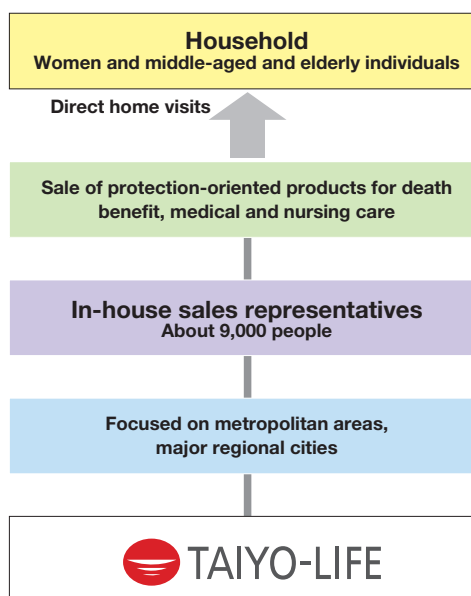 Household
Women and middle-aged and elderly individuals
Direct home visits
Sale of protection-oriented products for death
benefit, medical and nursing care
In-house sales representatives
About 9,000 people
Focused on metropolitan areas,
major regional cities
TAIYO-LIFE